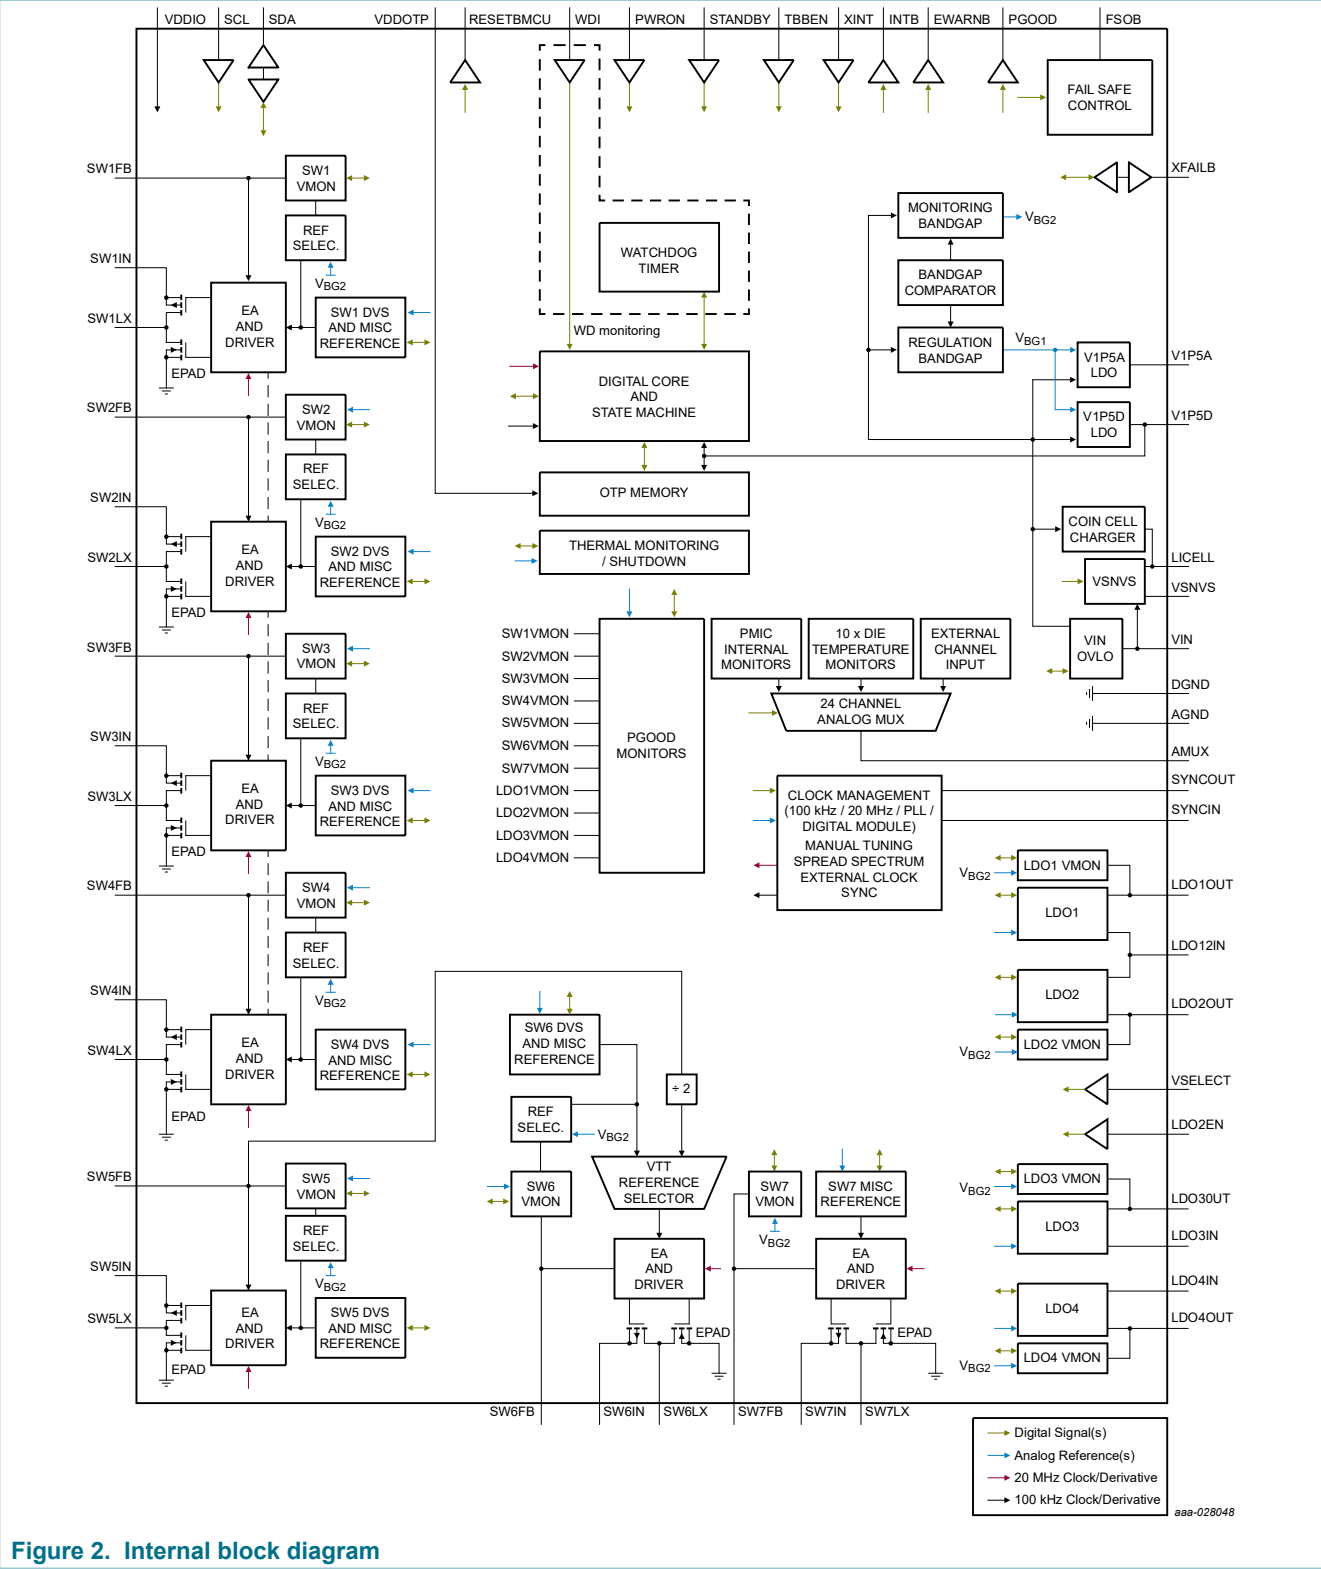 VDDIO SCL SDA VDDOTP RESETBMCU WDI PWRON STANDBY TBBEN XINT INTB EWARNB PGOOD FSOB
FAIL SAFE
CONTROL
XFAILB
SW1FB
SW1
VMON
REF
SELEC.
VBG2
SW1IN
SW1LX
EA
AND
DRIVER
SW1 DVS
AND MISC
REFERENCE
EPAD
SW2FB
SW2
VMON
REF
SELEC.
VBG2
SW2IN
SW2LX
EA
AND
DRIVER
SW2 DVS
AND MISC
REFERENCE
EPAD
SW3FB
SW3
VMON
REF
SELEC.
VBG2
SW3IN
SW3LX
EA
AND
DRIVER
SW3 DVS
AND MISC
REFERENCE
EPAD
SW4FB
SW4
VMON
REF
SELEC.
VBG2
SW4IN
SW4LX
EA
AND
DRIVER
SW4 DVS
AND MISC
REFERENCE
EPAD
SW5FB
SW5
VMON
REF
SELEC.
VBG2
SW5IN
SW5LX
EA
AND
DRIVER
SW5 DVS
AND MISC
REFERENCE
EPAD
WATCHDOG
TIMER
WD monitoring
DIGITAL CORE
AND
STATE MACHINE
OTP MEMORY
THERMAL MONITORING
/ SHUTDOWN
SW1VMON
SW2VMON
SW3VMON
SW4VMON
SW5VMON
SW6VMON
SW7VMON
LDO1VMON
LDO2VMON
LDO3VMON
LDO4VMON
PGOOD
MONITORS
MONITORING
BANDGAP
VBG2
BANDGAP
COMPARATOR
REGULATION
BANDGAP
VBG1
V1P5A
LDO
V1P5A
V1P5D
LDO
V1P5D
COIN CELL
CHARGER
LICELL
VSNVS
VSNVS
VIN
OVLO
VIN
DGND
AGND
PMIC
INTERNAL
MONITORS
10 x DIE
TEMPERATURE
MONITORS
EXTERNAL
CHANNEL
INPUT
24 CHANNEL
ANALOG MUX
AMUX
CLOCK MANAGEMENT
(100 kHz / 20 MHz / PLL /
DIGITAL MODULE)
MANUAL TUNING
SPREAD SPECTRUM
EXTERNAL CLOCK
SYNC
SYNCOUT
SYNCIN
VBG2
LDO1 VMON
LDO1
LDO1OUT
LDO12IN
LDO2
LDO2OUT
VBG2
LDO2 VMON
VSELECT
LDO2EN
VBG2
LDO3 VMON
LDO3
LDO30UT
LDO3IN
LDO4
LDO4IN
LDO4OUT
VBG2
LDO4 VMON
SW6 DVS
AND MISC
REFERENCE
÷ 2
REF
SELEC.
VBG2
SW6
VMON
VTT
REFERENCE
SELECTOR
EA
AND
DRIVER
EPAD
SW7
VMON
VBG2
SW7 MISC
REFERENCE
EA
AND
DRIVER
EPAD
SW6FB SW6IN SW6LX SW7FB SW7IN SW7LX
Digital Signal(s)
Analog Reference(s)
20 MHz Clock/Derivative
100 kHz Clock/Derivative
aaa-028048
Figure 2. Internal block diagram